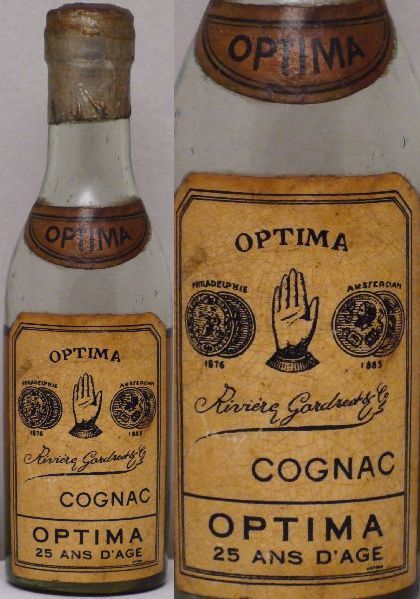 OPTIMA
OPTIMA
PHILADELPHIE
AMSTERDAM
1876
1883
Rivière Gardrat & Co
COGNAC
OPTIMA
25 ANS D'AGE
OPTIMA
OPTIMA
PHILADELPHIE
AMSTERDAM
1876
1883
Rivière Gardrat & Co
COGNAC
OPTIMA
25 ANS D'AGE